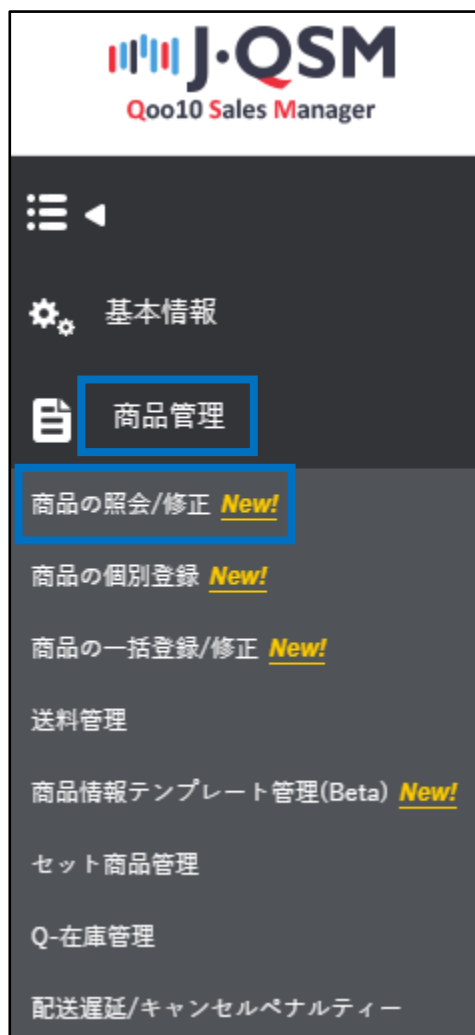 J·QSM
Qoo10 Sales Manager
基本情報
商品管理
商品の照会/修正 New!
商品の個別登録 New!
商品の一括登録/修正 New!
送料管理
商品情報テンプレート管理(Beta) New!
セット商品管理
Q-在庫管理
配送遅延/キャンセルペナルティー